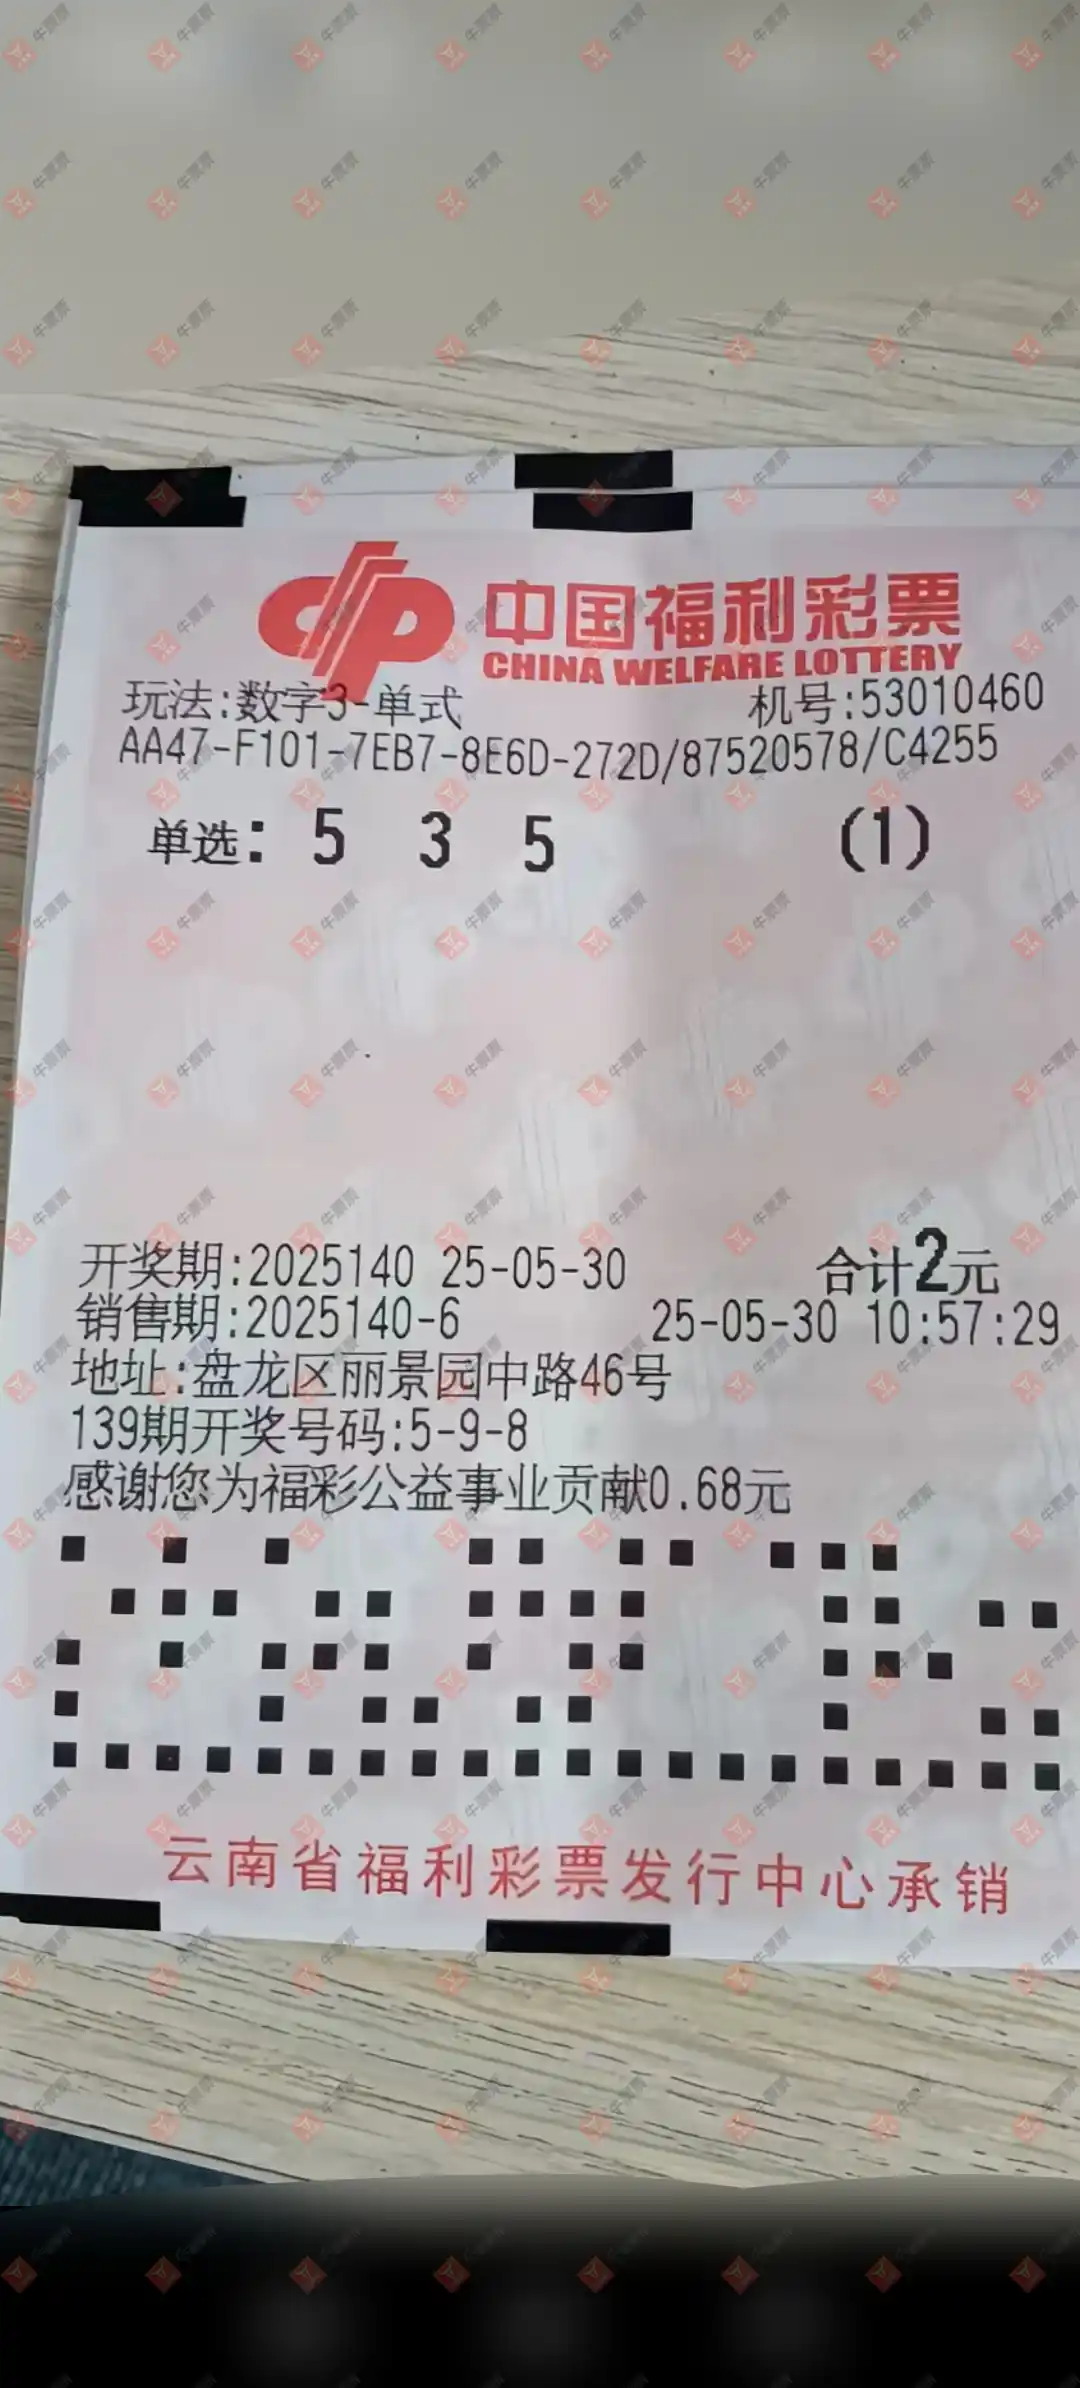 中国福利彩票
CHINA WELFARE LOTTERY
玩法:数字3-单式 机号:53010460
AA47-F101-7EB7-8E6D-272D/87520578/C4255
单选: 5 3 5 (1)
开奖期:2025140 25-05-30 合计2元
销售期:2025140-6 25-05-30 10:57:29
地址:盘龙区丽景园中路46号
139期开奖号码:5-9-8
感谢您为福彩公益事业贡献0.68元
云南省福利彩票发行中心承销